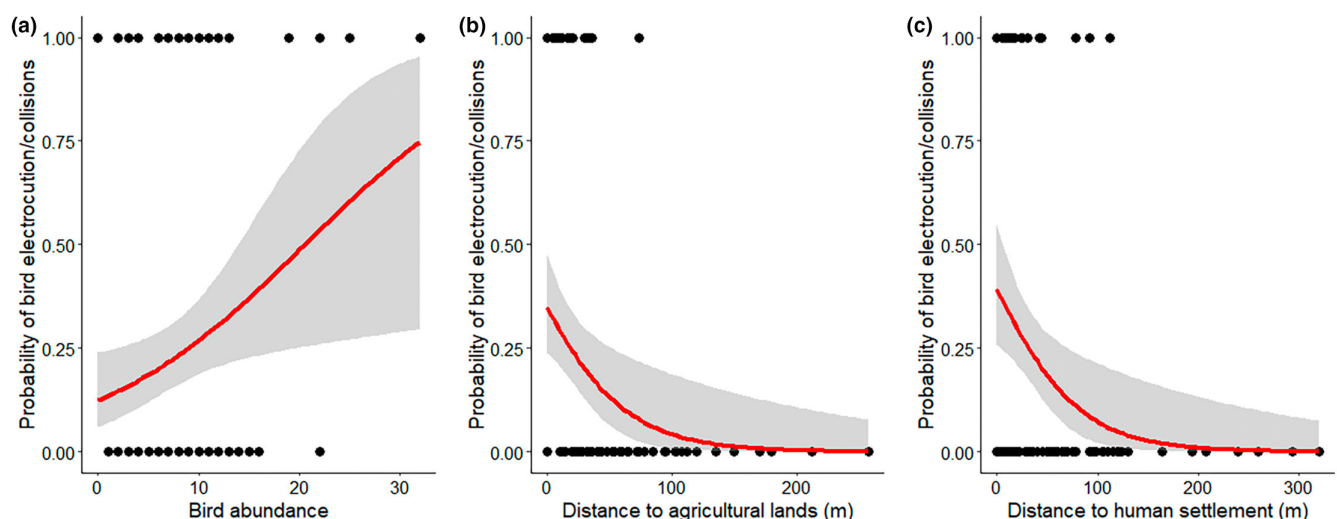 (a)
Probability of bird electrocution/collisions
1.00
0.75
0.50
0.25
0.00
0
10
20
30
Bird abundance
(b)
Probability of bird electrocution/collisions
1.00
0.75
0.50
0.25
0.00
0
100
200
Distance to agricultural lands (m)
(c)
Probability of bird electrocution/collisions
1.00
0.75
0.50
0.25
0.00
0
100
200
300
Distance to human settlement (m)